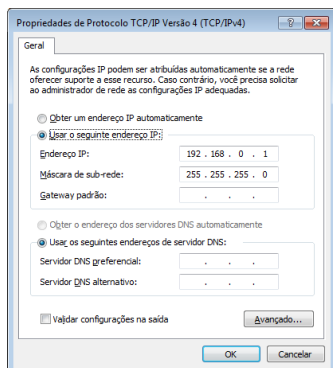 Propriedades de Protocolo TCP/IP Versão 4 (TCP/IPv4)
Geral
As configurações IP podem ser atribuídas automaticamente se a rede
oferecer suporte a esse recurso. Caso contrário, você precisa solicitar
ao administrador de rede as configurações IP adequadas.
Obter um endereço IP automaticamente
Usar o seguinte endereço IP:
Endereço IP: 192 . 168 . 0 . 1
Máscara de sub-rede: 255 . 255 . 255 . 0
Gateway padrão: . . .
Obter o endereço dos servidores DNS automaticamente
Usar os seguintes endereços de servidor DNS:
Servidor DNS preferencial: . . .
Servidor DNS alternativo: . . .
Validar configurações na saída
Avançado...
OK Cancelar